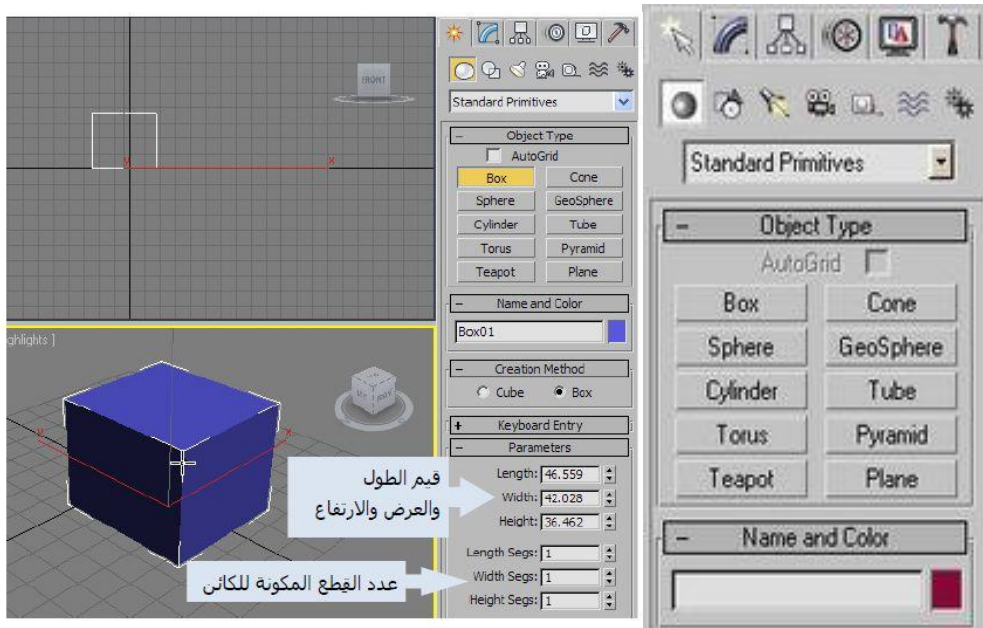 FRONT
y
x
ghlights ]
y
x
قيم الطول
والعرض والارتفاع
عدد القِطع المكونة للكائن
Standard Primitives
Object Type
AutoGrid
Box Cone
Sphere GeoSphere
Cylinder Tube
Torus Pyramid
Teapot Plane
Name and Color
Box01
Creation Method
Cube Box
Keyboard Entry
Parameters
Length: 46.559
Width: 42.028
Height: 36.462
Length Segs: 1
Width Segs: 1
Height Segs: 1
Standard Primitives
Object Type
AutoGrid
Box Cone
Sphere GeoSphere
Cylinder Tube
Torus Pyramid
Teapot Plane
Name and Color